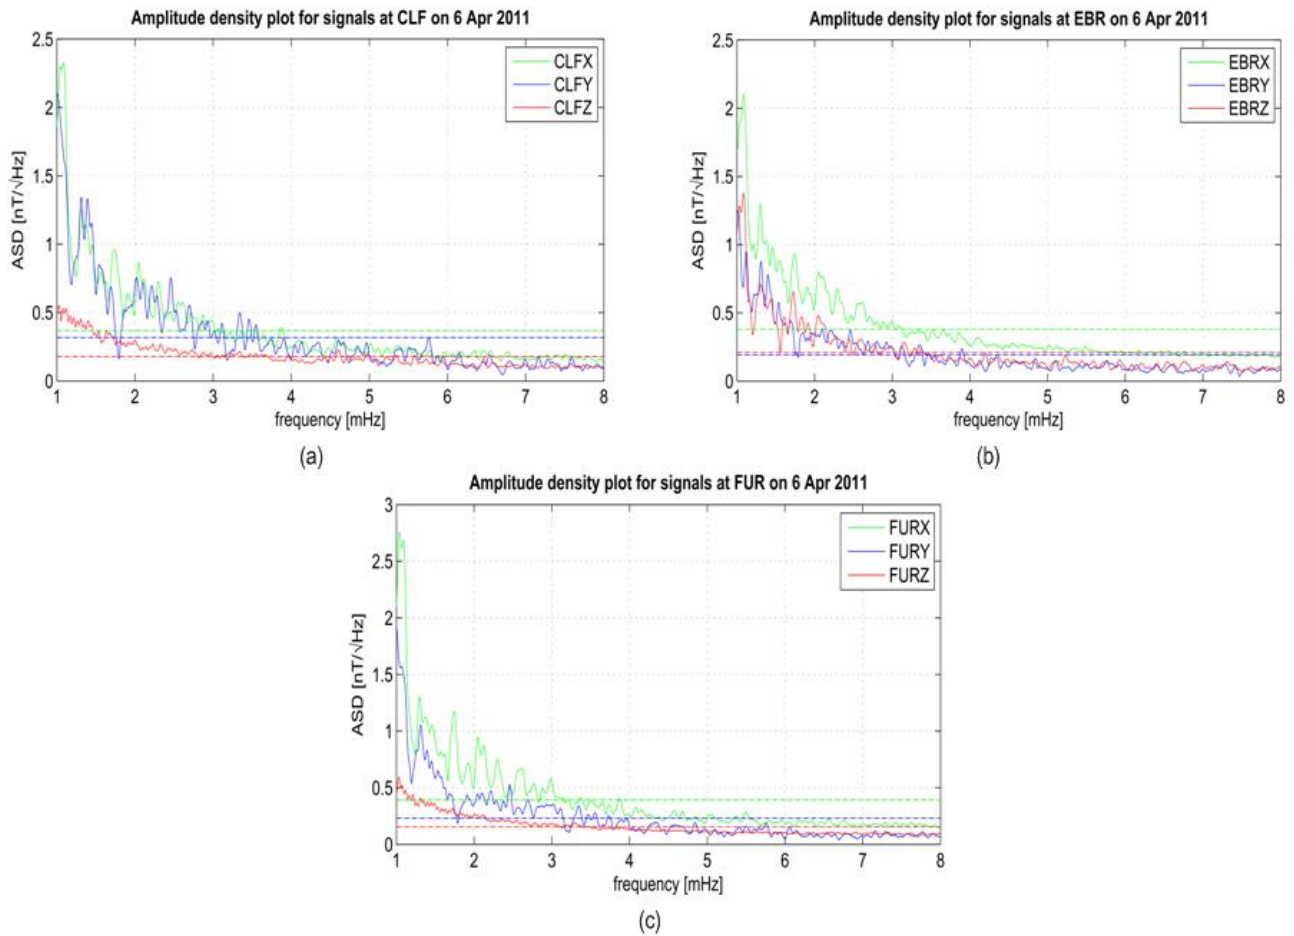 Amplitude density plot for signals at CLF on 6 Apr 2011
2.5
2
1.5
1
0.5
0
ASD [nT/√Hz]
CLFX
CLFY
CLFZ
1 2 3 4 5 6 7 8
frequency [mHz]
(a)
Amplitude density plot for signals at EBR on 6 Apr 2011
2.5
2
1.5
1
0.5
0
ASD [nT/√Hz]
EBRX
EBRY
EBRZ
1 2 3 4 5 6 7 8
frequency [mHz]
(b)
Amplitude density plot for signals at FUR on 6 Apr 2011
3
2.5
2
1.5
1
0.5
0
ASD [nT/√Hz]
FURX
FURY
FURZ
1 2 3 4 5 6 7 8
frequency [mHz]
(c)